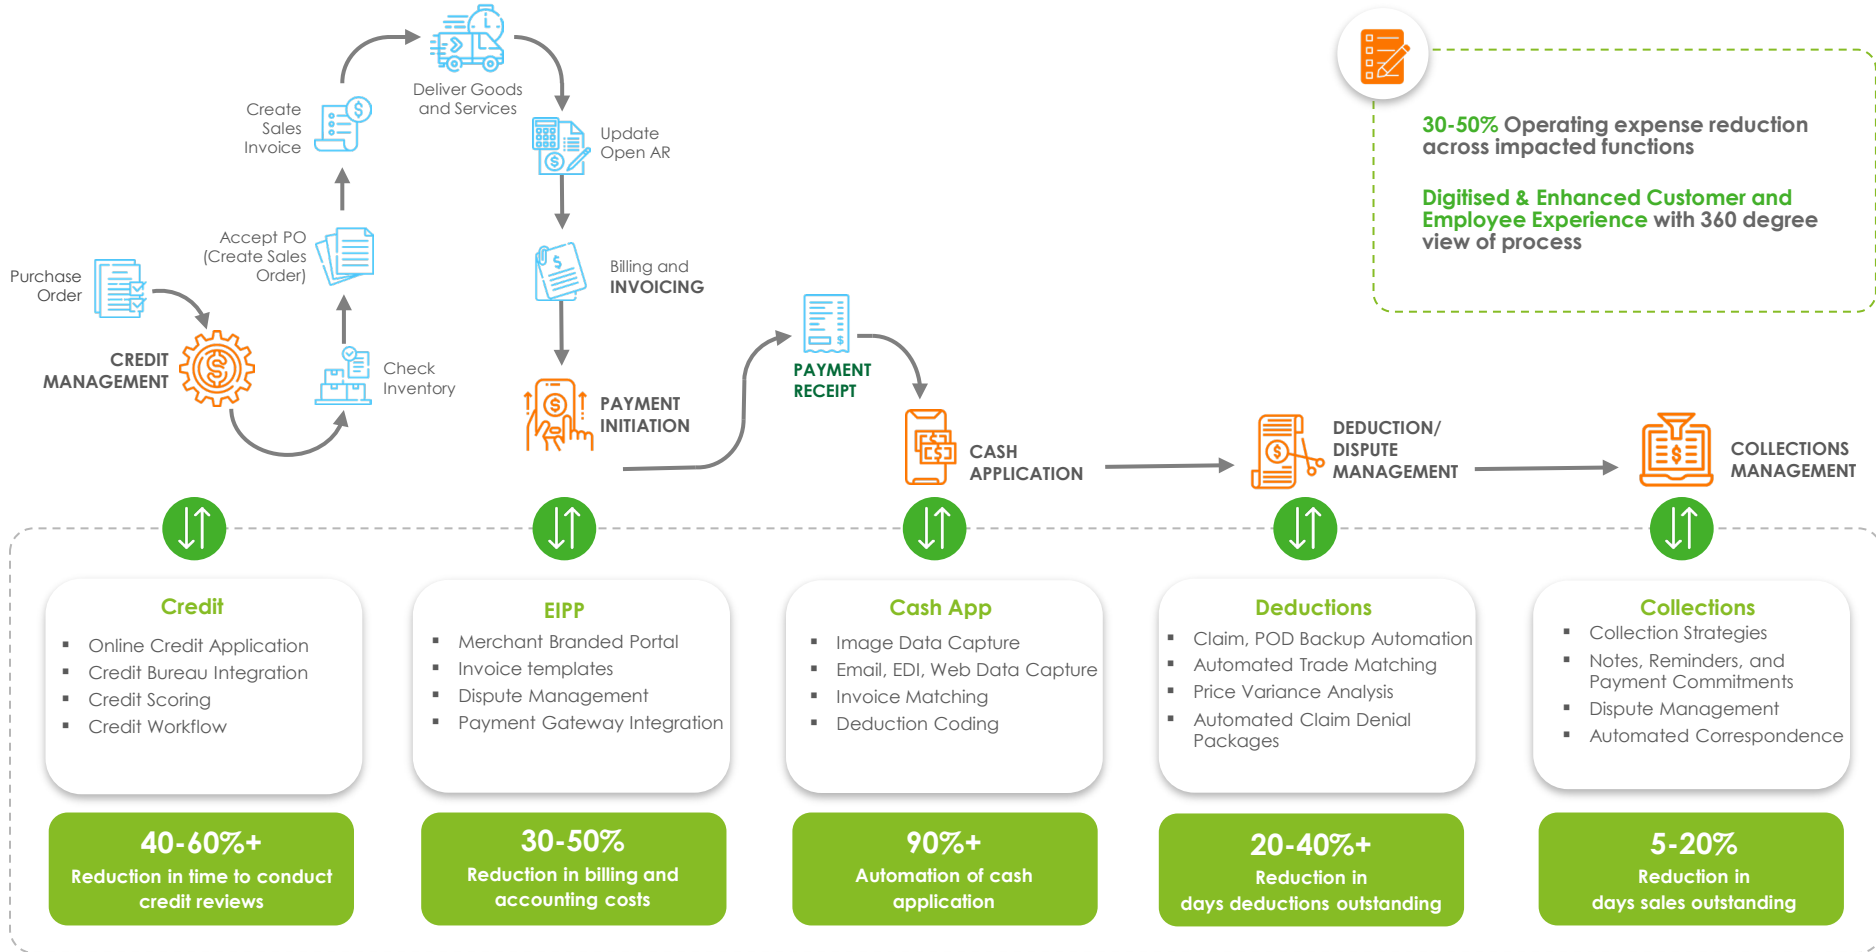 Purchase
Order
CREDIT
MANAGEMENT
Check
Inventory
Accept PO
(Create Sales
Order)
Create
Sales
Invoice
Deliver Goods
and Services
Update
Open AR
Billing and
INVOICING
PAYMENT
INITIATION
PAYMENT
RECEIPT
CASH
APPLICATION
DEDUCTION/
DISPUTE
MANAGEMENT
COLLECTIONS
MANAGEMENT
30-50% Operating expense reduction
across impacted functions
Digitised & Enhanced Customer and
Employee Experience with 360 degree
view of process
Credit
▪ Online Credit Application
▪ Credit Bureau Integration
▪ Credit Scoring
▪ Credit Workflow
40-60%+
Reduction in time to conduct
credit reviews
EIPP
▪ Merchant Branded Portal
▪ Invoice templates
▪ Dispute Management
▪ Payment Gateway Integration
30-50%
Reduction in billing and
accounting costs
Cash App
▪ Image Data Capture
▪ Email, EDI, Web Data Capture
▪ Invoice Matching
▪ Deduction Coding
90%+
Automation of cash
application
Deductions
▪ Claim, POD Backup Automation
▪ Automated Trade Matching
▪ Price Variance Analysis
▪ Automated Claim Denial
Packages
20-40%+
Reduction in
days deductions outstanding
Collections
▪ Collection Strategies
▪ Notes, Reminders, and
Payment Commitments
▪ Dispute Management
▪ Automated Correspondence
5-20%
Reduction in
days sales outstanding